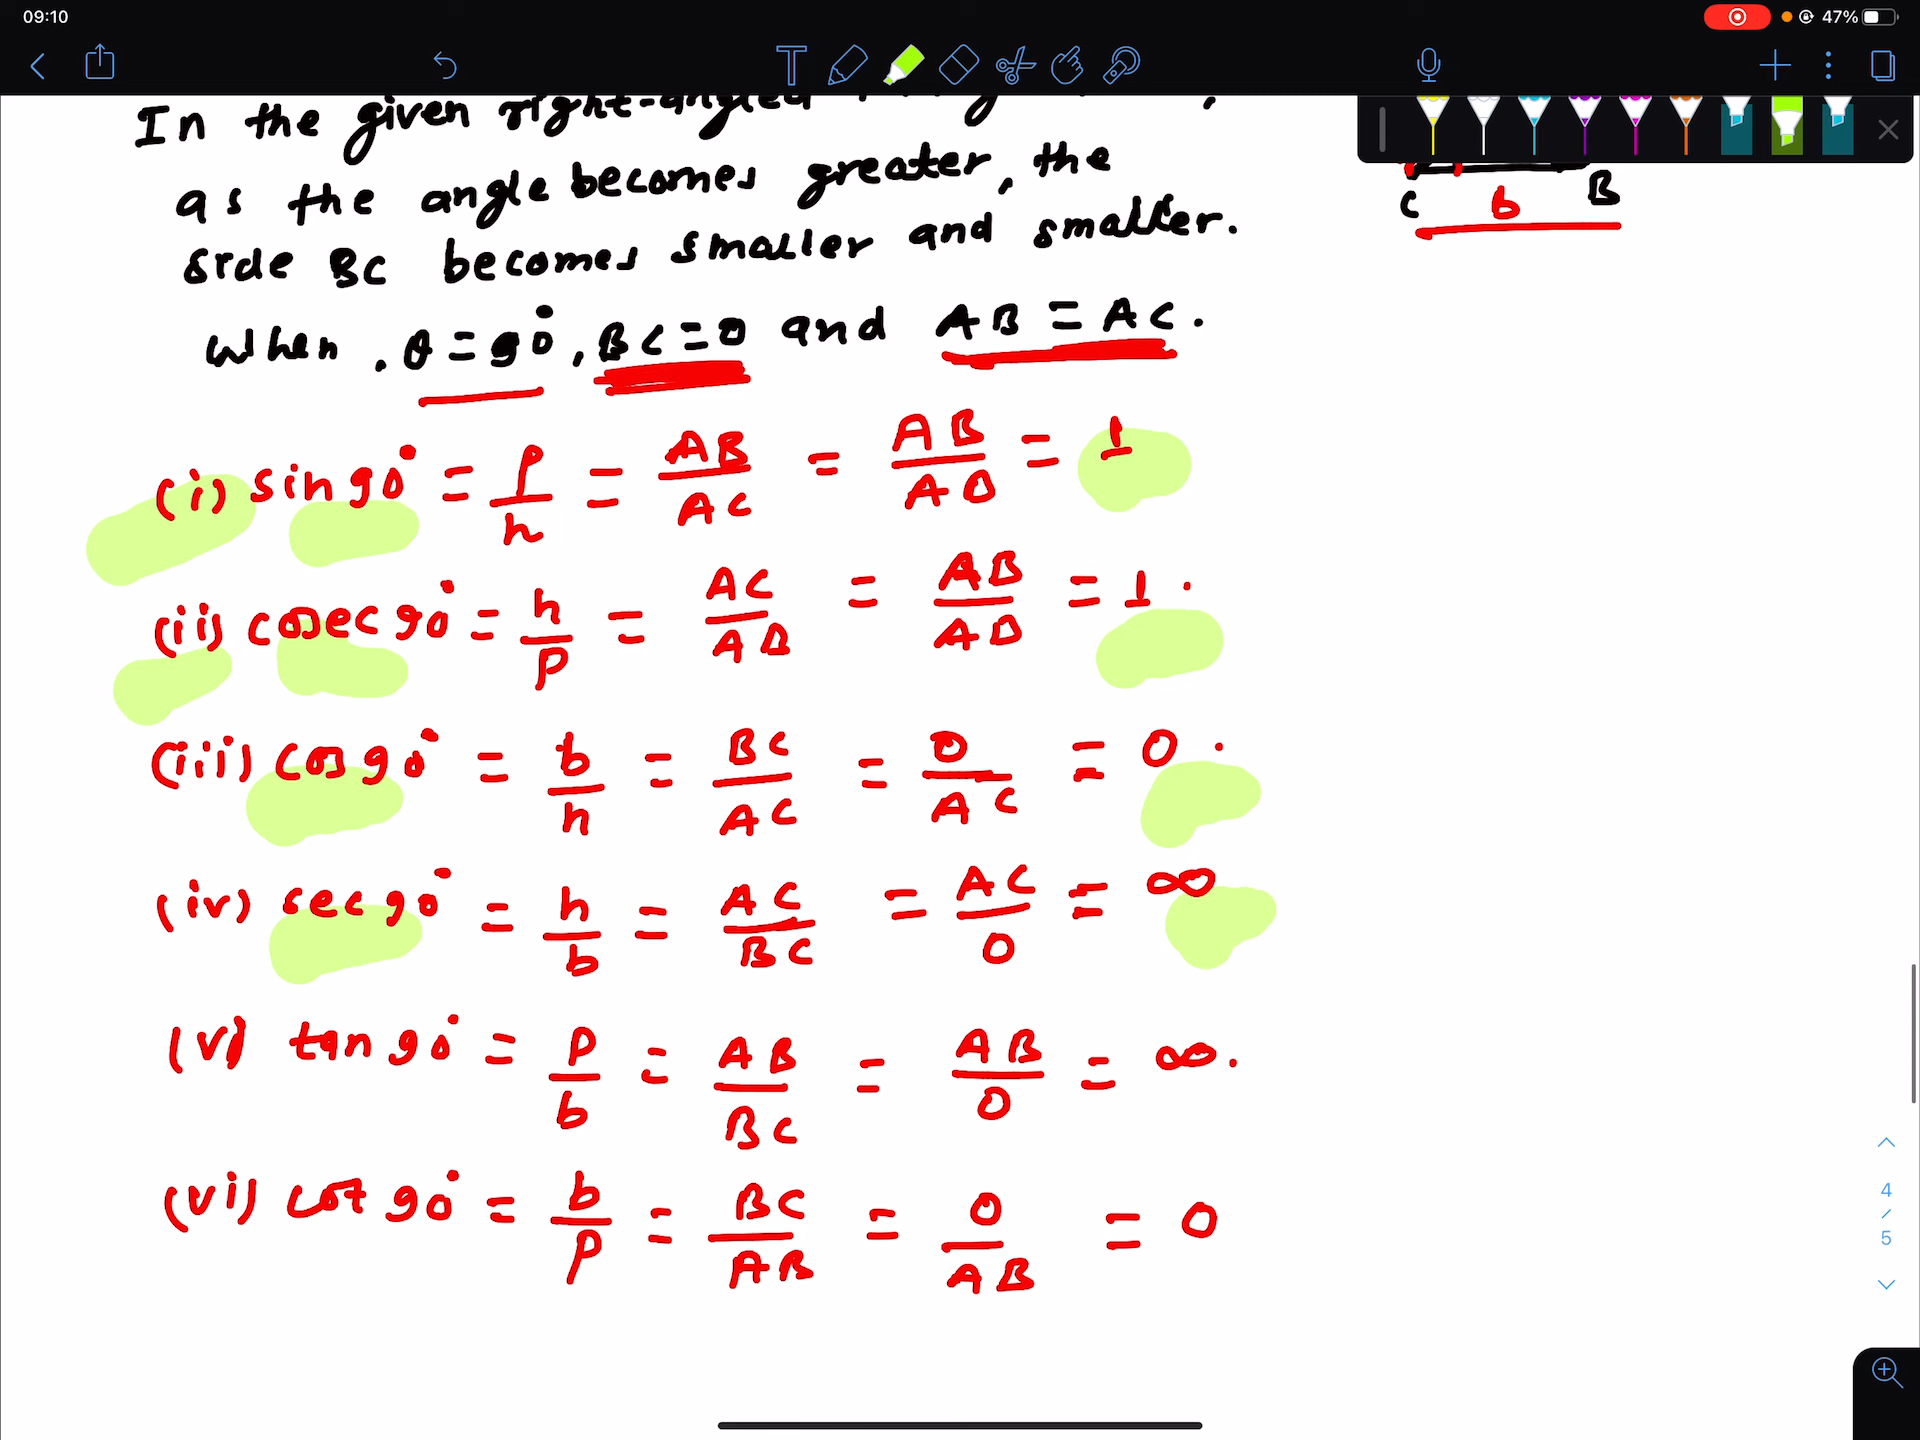 09:10
47%
In the given right-angled
as the angle becomes greater, the
side BC becomes smaller and smaller.
C b B
when, θ = 90°, BC = 0 and AB = AC.
(i) sin 90° = p/h = AB/AC = AB/AB = 1
(ii) cosec 90° = h/p = AC/AB = AB/AB = 1.
(iii) cos 90° = b/h = BC/AC = 0/AC = 0.
(iv) sec 90° = h/b = AC/BC = AC/0 = ∞
(v) tan 90° = p/b = AB/BC = AB/0 = ∞.
(vi) cot 90° = b/p = BC/AB = 0/AB = 0
4
/
5